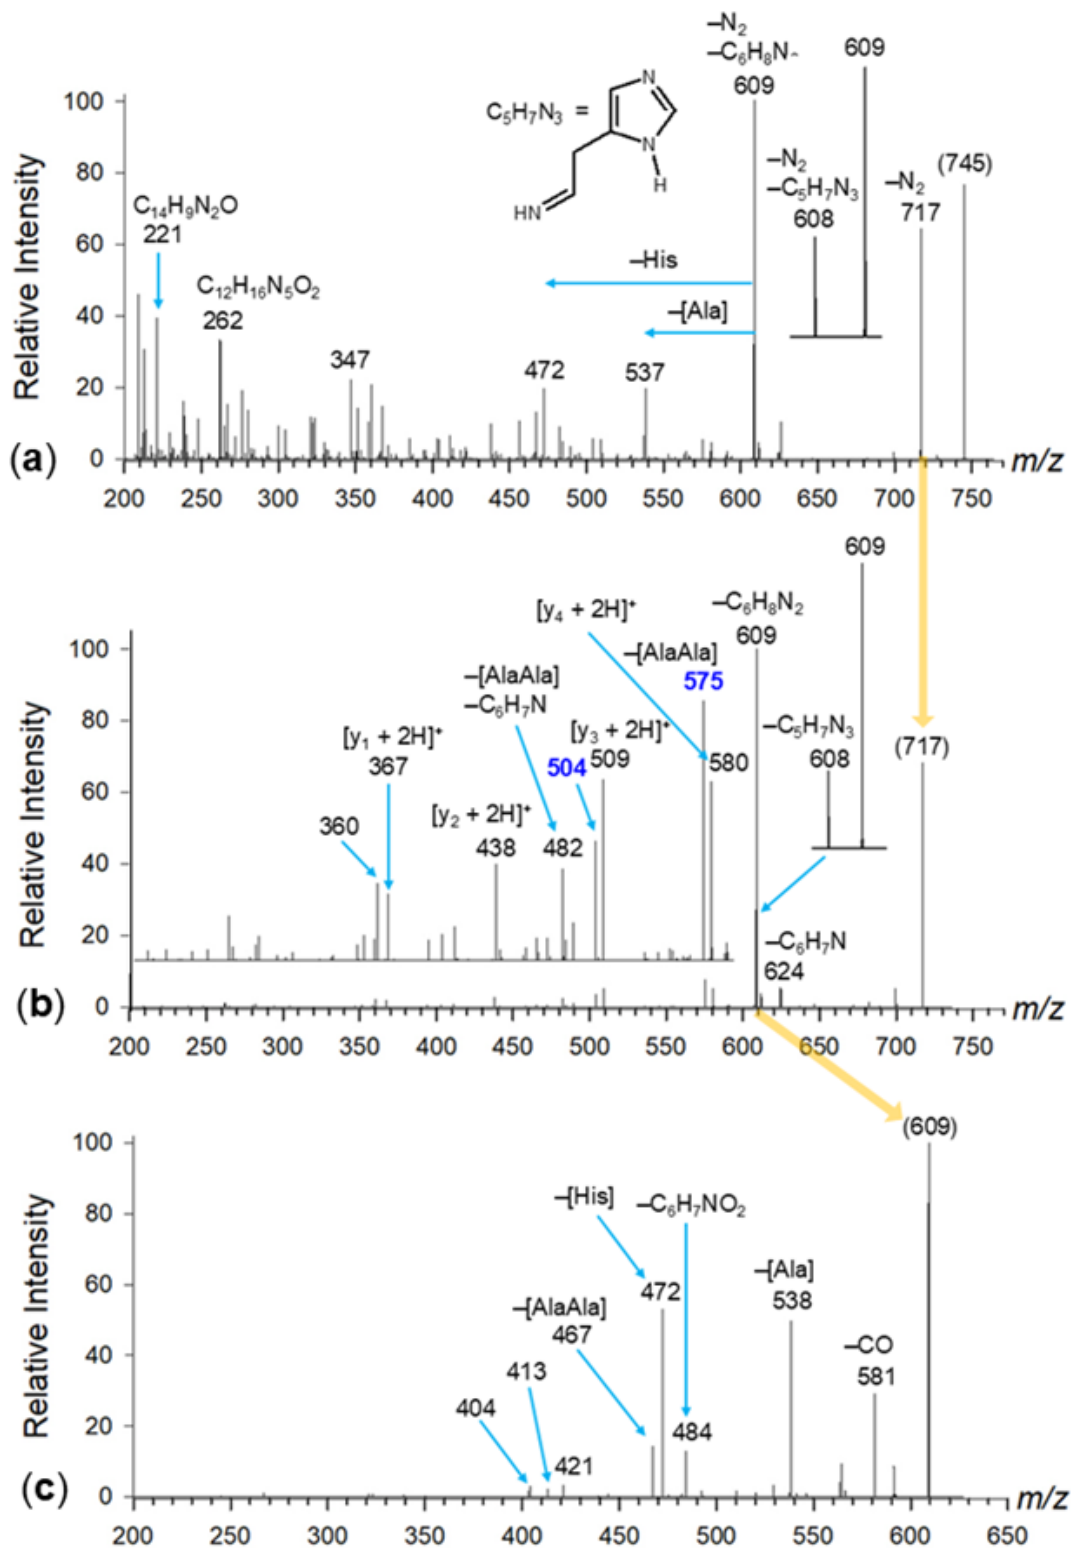 –N₂
–C₆H₈N
609
609
C₅H₇N₃ =
N
N
H
HN
–N₂
–C₅H₇N₃
608
–N₂
717
(745)
C₁₄H₉N₂O
221
C₁₂H₁₆N₅O₂
262
347
472
537
–His
–[Ala]
Relative Intensity
100
80
60
40
20
0
(a)
200 250 300 350 400 450 500 550 600 650 700 750
m/z
609
[y₄ + 2H]⁺
–C₆H₈N₂
609
–[AlaAla]
575
–[AlaAla]
–C₆H₇N
482
[y₃ + 2H]⁺
509
580
504
[y₁ + 2H]⁺
367
[y₂ + 2H]⁺
438
360
–C₅H₇N₃
608
(717)
–C₆H₇N
624
Relative Intensity
100
80
60
40
20
0
(b)
200 250 300 350 400 450 500 550 600 650 700 750
m/z
(609)
–[His]
472
–C₆H₇NO₂
484
–[Ala]
538
–CO
581
–[AlaAla]
467
413
404
421
Relative Intensity
100
80
60
40
20
0
(c)
200 250 300 350 400 450 500 550 600 650
m/z